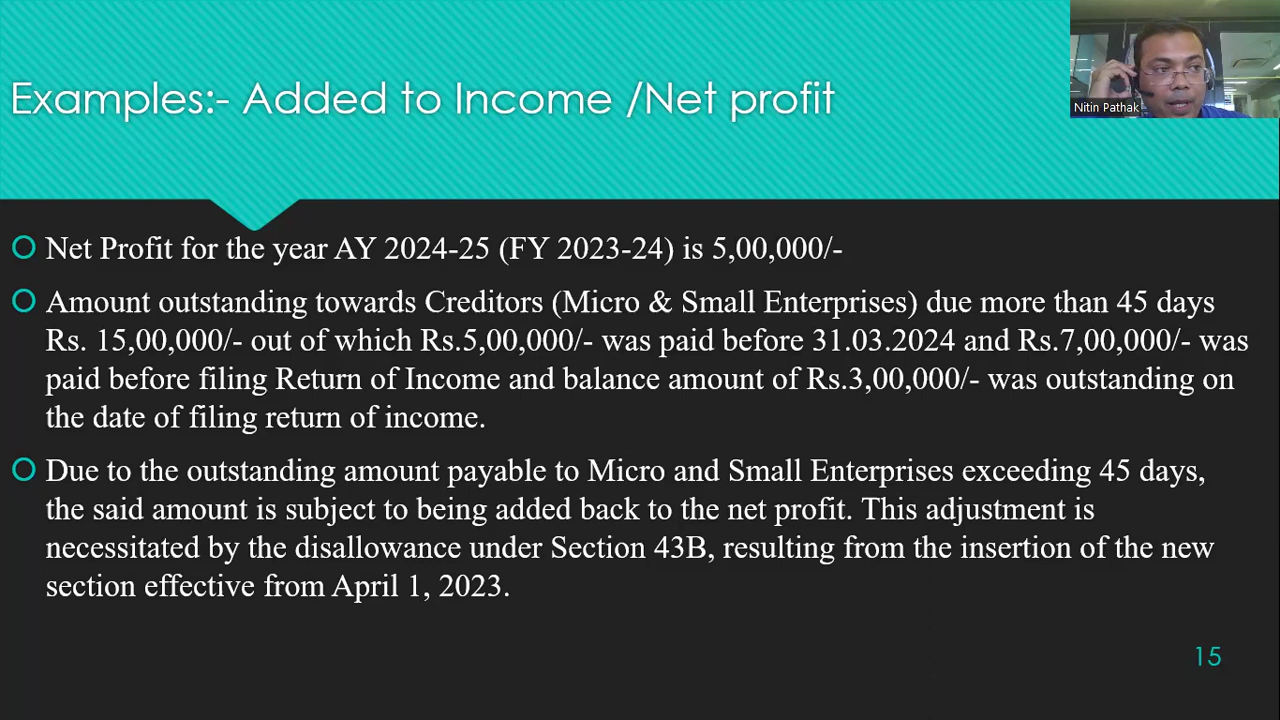 Examples:- Added to Income /Net profit
Nitin Pathak
Net Profit for the year AY 2024-25 (FY 2023-24) is 5,00,000/-
Amount outstanding towards Creditors (Micro & Small Enterprises) due more than 45 days
Rs. 15,00,000/- out of which Rs.5,00,000/- was paid before 31.03.2024 and Rs.7,00,000/- was
paid before filing Return of Income and balance amount of Rs.3,00,000/- was outstanding on
the date of filing return of income.
Due to the outstanding amount payable to Micro and Small Enterprises exceeding 45 days,
the said amount is subject to being added back to the net profit. This adjustment is
necessitated by the disallowance under Section 43B, resulting from the insertion of the new
section effective from April 1, 2023.
15